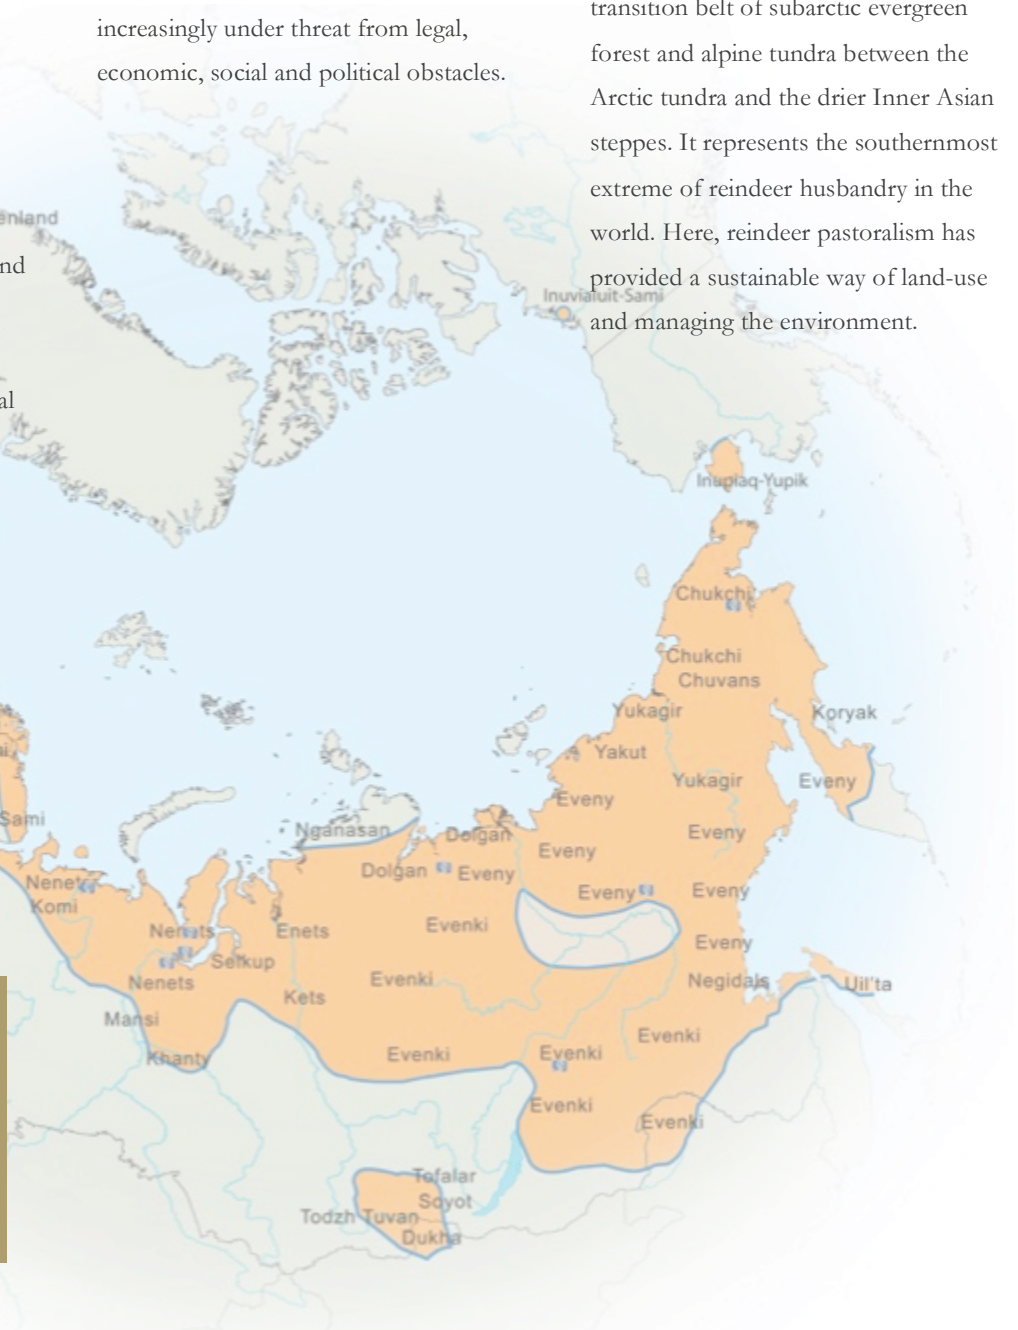 increasingly under threat from legal,
economic, social and political obstacles.
transition belt of subarctic evergreen
forest and alpine tundra between the
Arctic tundra and the drier Inner Asian
steppes. It represents the southernmost
extreme of reindeer husbandry in the
world. Here, reindeer pastoralism has
provided a sustainable way of land-use
and managing the environment.
enland
nd
al
Inuvialuit-Sami
Inupiaq-Yupik
Chukchi
Chukchi
Chuvans
Yukagir
Koryak
Yakut
Yukagir
Eveny
Eveny
Sami
Nganasan
Dolgan
Eveny
Eveny
Dolgan
Eveny
Nenets
Eveny
Eveny
Komi
Nenets
Enets
Evenki
Eveny
Selkup
Nenets
Evenki
Negidals
Uil'ta
Kets
Mansi
Evenki
Khanty
Evenki
Evenki
Evenki
Evenki
Tofalar
Soyot
Todzh Tuvan
Dukha